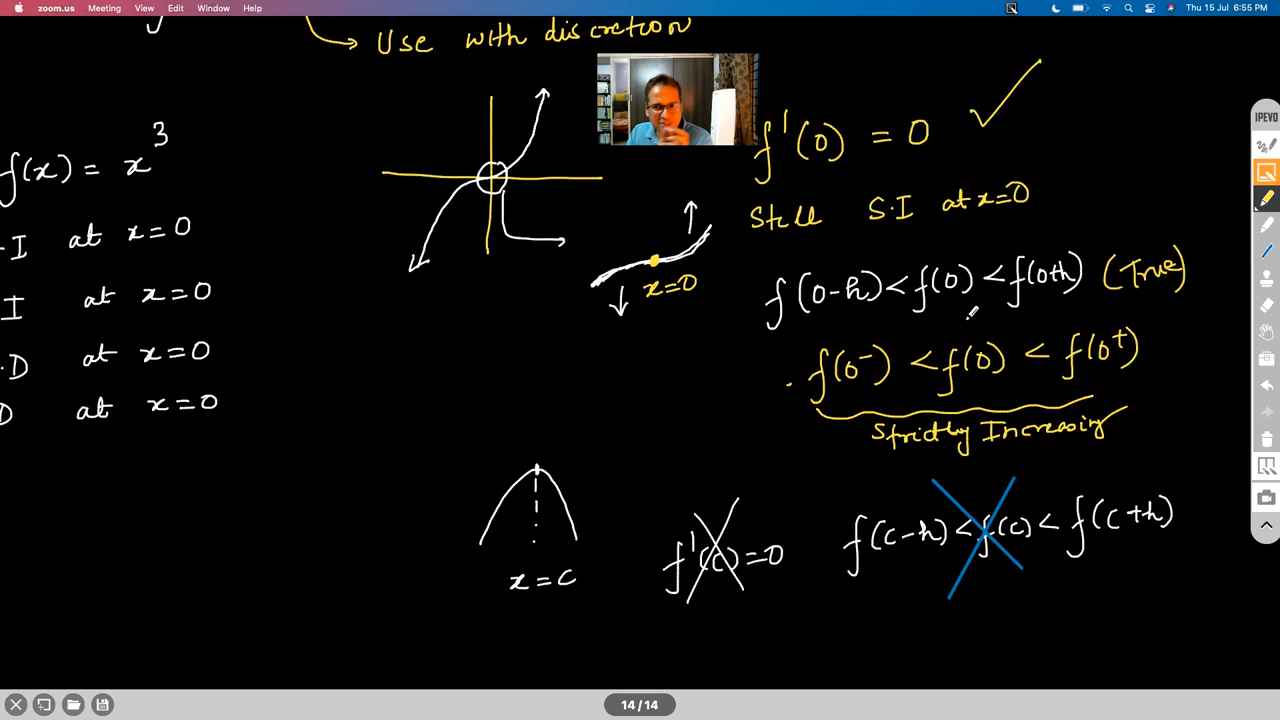 zoom.us Meeting View Edit Window Help Thu 15 Jul 6:55 PM
Use with discretion
f(x) = x³
I at x=0
I at x=0
D at x=0
D at x=0
x=0
f'(0) = 0
Still S.I at x=0
f(0-h) < f(0) < f(0+h) (True)
f(0⁻) < f(0) < f(0⁺)
Strictly Increasing
x=c
f'(c)=0
f(c-h) < f(c) < f(c+h)
IPEVO
14/14